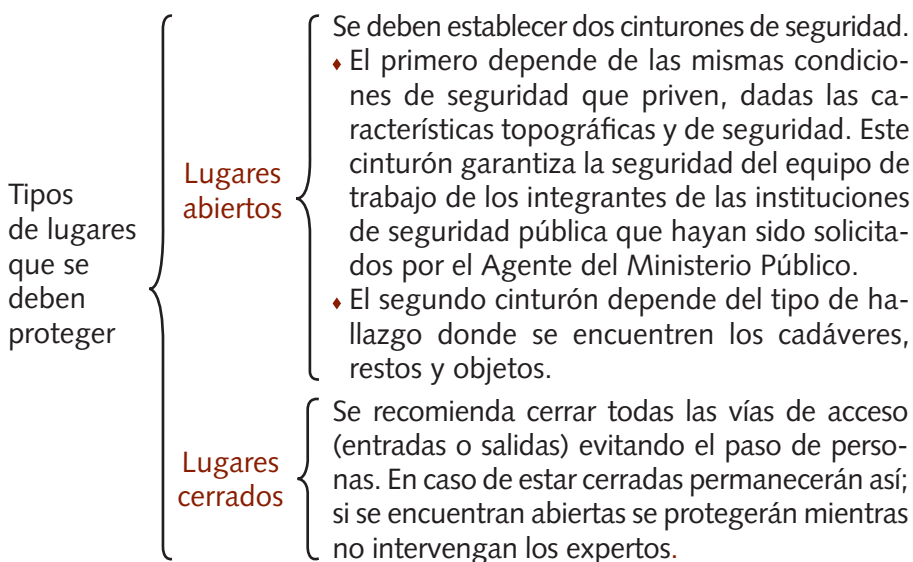 Tipos
de lugares
que se
deben
proteger
Lugares
abiertos
Se deben establecer dos cinturones de seguridad.
♦ El primero depende de las mismas condicio-
nes de seguridad que priven, dadas las ca-
racterísticas topográficas y de seguridad. Este
cinturón garantiza la seguridad del equipo de
trabajo de los integrantes de las instituciones
de seguridad pública que hayan sido solicita-
dos por el Agente del Ministerio Público.
♦ El segundo cinturón depende del tipo de ha-
llazgo donde se encuentren los cadáveres,
restos y objetos.
Lugares
cerrados
Se recomienda cerrar todas las vías de acceso
(entradas o salidas) evitando el paso de perso-
nas. En caso de estar cerradas permanecerán así;
si se encuentran abiertas se protegerán mientras
no intervengan los expertos.